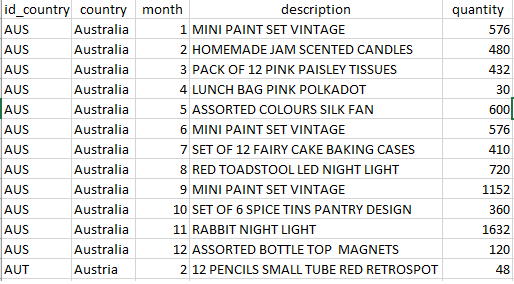 id_country country month description quantity
AUS Australia 1 MINI PAINT SET VINTAGE 576
AUS Australia 2 HOMEMADE JAM SCENTED CANDLES 480
AUS Australia 3 PACK OF 12 PINK PAISLEY TISSUES 432
AUS Australia 4 LUNCH BAG PINK POLKADOT 30
AUS Australia 5 ASSORTED COLOURS SILK FAN 600
AUS Australia 6 MINI PAINT SET VINTAGE 576
AUS Australia 7 SET OF 12 FAIRY CAKE BAKING CASES 410
AUS Australia 8 RED TOADSTOOL LED NIGHT LIGHT 720
AUS Australia 9 MINI PAINT SET VINTAGE 1152
AUS Australia 10 SET OF 6 SPICE TINS PANTRY DESIGN 360
AUS Australia 11 RABBIT NIGHT LIGHT 1632
AUS Australia 12 ASSORTED BOTTLE TOP  MAGNETS 120
AUT Austria 2 12 PENCILS SMALL TUBE RED RETROSPOT 48